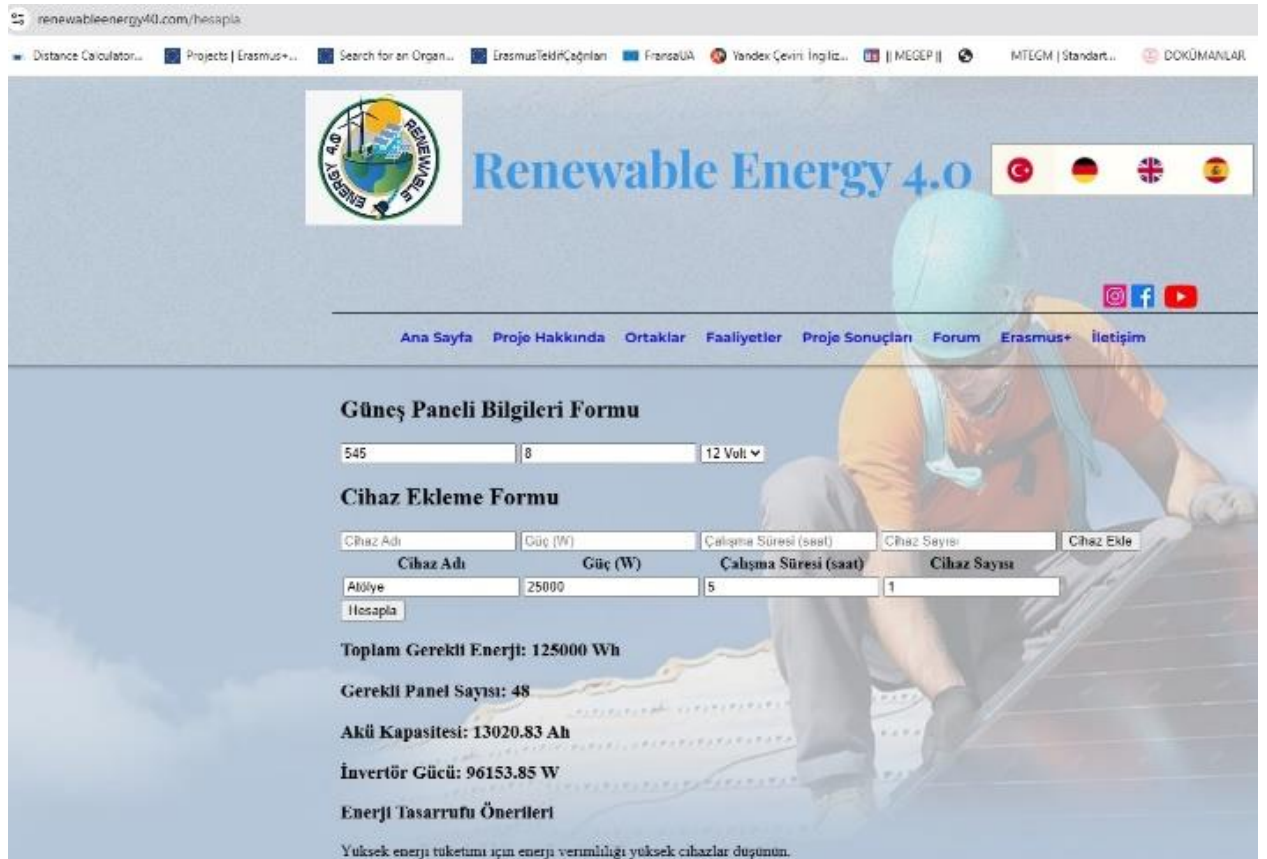 renewableenergy40.com/hesapla
Distance Calculator... Projects | Erasmus+... Search for an Organ... ErasmusTeklifÇağrıları FransaUA Yandex Çeviri: İngiliz... || MEGEP || MTEGM | Standart... DOKÜMANLAR
RENEWABLE ENERGY 4.0
Renewable Energy 4.0
Ana Sayfa Proje Hakkında Ortaklar Faaliyetler Proje Sonuçları Forum Erasmus+ İletişim
Güneş Paneli Bilgileri Formu
545 8 12 Volt
Cihaz Ekleme Formu
Cihaz Adı Güç (W) Çalışma Süresi (saat) Cihaz Sayısı Cihaz Ekle
Cihaz Adı Güç (W) Çalışma Süresi (saat) Cihaz Sayısı
Atölye 25000 5 1
Hesapla
Toplam Gerekli Enerji: 125000 Wh
Gerekli Panel Sayısı: 48
Akü Kapasitesi: 13020.83 Ah
İnvertör Gücü: 96153.85 W
Enerji Tasarrufu Önerileri
Yüksek enerji tüketimi için enerji verimliliği yüksek cihazlar düşünün.